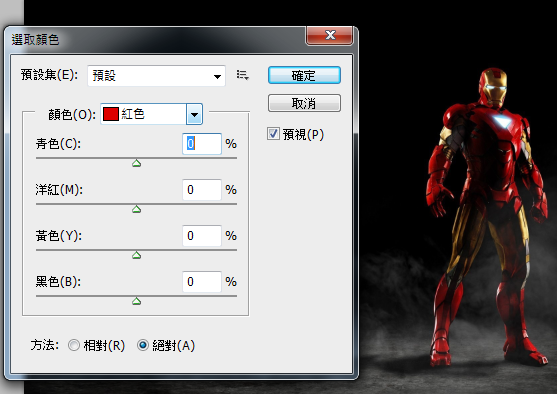 選取顏色
預設集(E): 預設
確定
取消
預視(P)
顏色(O): 紅色
青色(C): 0 %
洋紅(M): 0 %
黃色(Y): 0 %
黑色(B): 0 %
方法: 相對(R) 絕對(A)